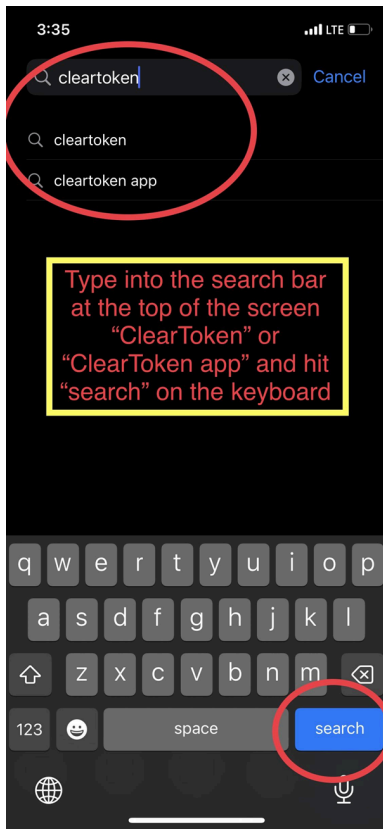 3:35
LTE
cleartoken
Cancel
cleartoken
cleartoken app
Type into the search bar
at the top of the screen
“ClearToken” or
“ClearToken app” and hit
“search” on the keyboard
q w e r t y u i o p
a s d f g h j k l
z x c v b n m
123 space search